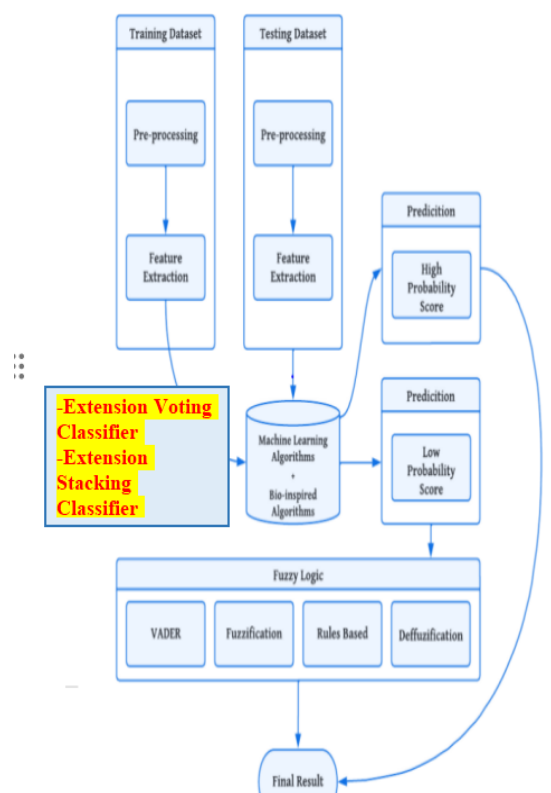 Training Dataset
Testing Dataset
Pre-processing
Pre-processing
Feature
Extraction
Feature
Extraction
Predicition
High
Probability
Score
-Extension Voting
Classifier
-Extension
Stacking
Classifier
Machine Learning
Algorithms
+
Bio-inspired
Algorithms
Predicition
Low
Probability
Score
Fuzzy Logic
VADER
Fuzzification
Rules Based
Deffuzification
Final Result